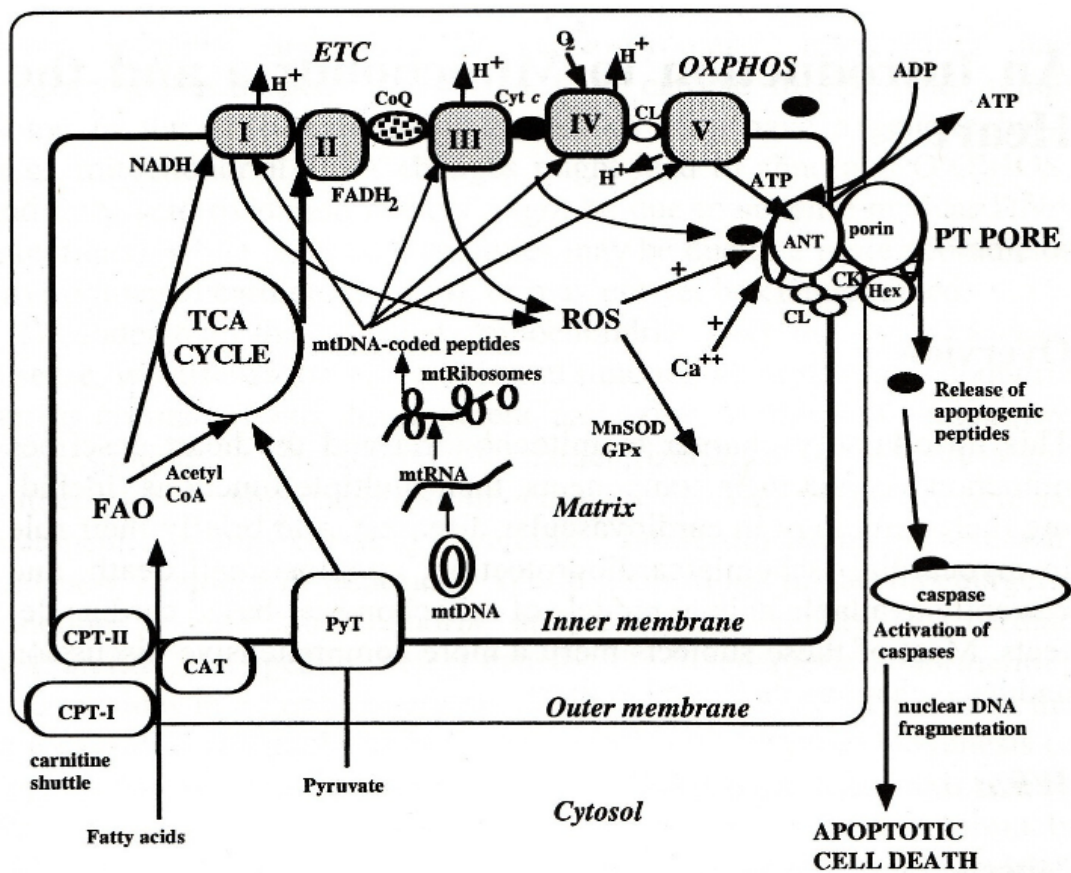 ETC
OXPHOS
O2
H+
H+
H+
CoQ
Cyt c
CL
I
II
III
IV
V
NADH
FADH2
H+
ATP
ADP
ATP
ANT
porin
PT PORE
CK
Hex
CL
TCA
CYCLE
ROS
+
+
Ca++
mtDNA-coded peptides
mtRibosomes
mtRNA
mtDNA
MnSOD
GPx
Release of
apoptogenic
peptides
Acetyl
CoA
FAO
Matrix
caspase
Activation of
caspases
CPT-II
CAT
PyT
Inner membrane
CPT-I
Outer membrane
carnitine
shuttle
Pyruvate
nuclear DNA
fragmentation
Fatty acids
Cytosol
APOPTOTIC
CELL DEATH